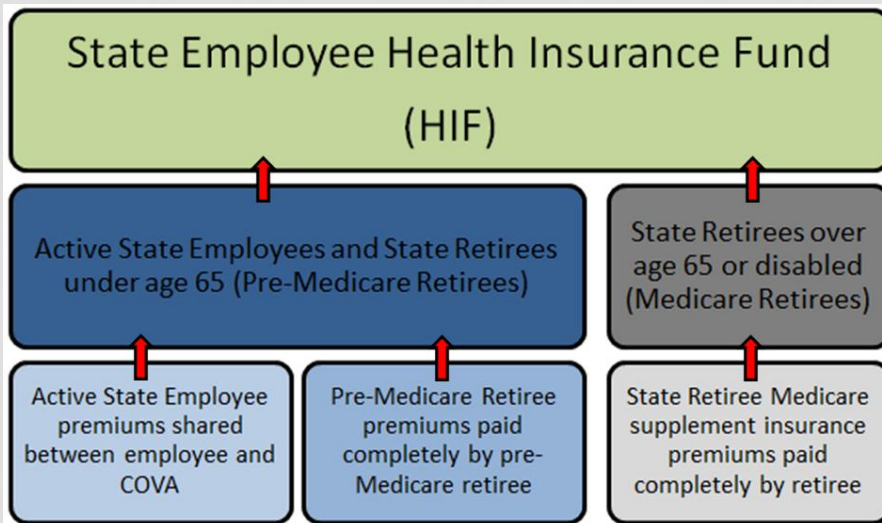 State Employee Health Insurance Fund
(HIF)
Active State Employees and State Retirees
under age 65 (Pre-Medicare Retirees)
State Retirees over
age 65 or disabled
(Medicare Retirees)
Active State Employee
premiums shared
between employee and
COVA
Pre-Medicare Retiree
premiums paid
completely by pre-
Medicare retiree
State Retiree Medicare
supplement insurance
premiums paid
completely by retiree